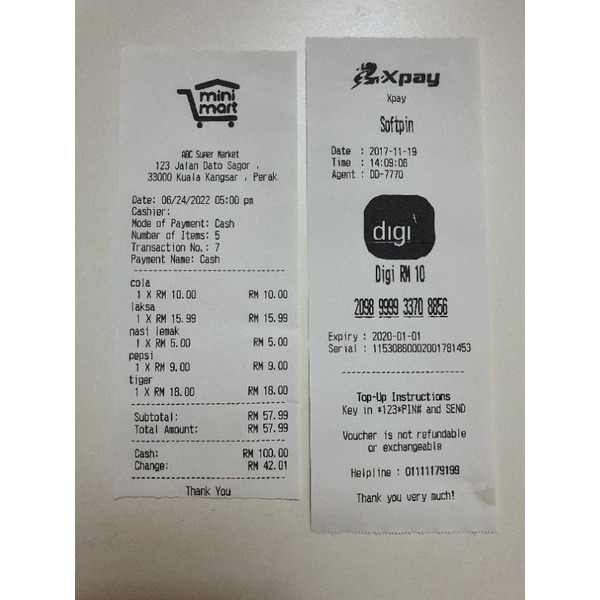 mini
mart
ABC Super Market
123 Jalan Dato Sagor ,
33000 Kuala Kangsar , Perak
Date: 06/24/2022 05:00 pm
Cashier:
Mode of Payment: Cash
Number of Items: 5
Transaction No.: 7
Payment Name: Cash
cola
1 X RM 10.00 RM 10.00
laksa
1 X RM 15.99 RM 15.99
nasi lemak
1 X RM 5.00 RM 5.00
pepsi
1 X RM 9.00 RM 9.00
tiger
1 X RM 18.00 RM 18.00
Subtotal: RM 57.99
Total Amount: RM 57.99
Cash: RM 100.00
Change: RM 42.01
Thank You
Xpay
Xpay
Softpin
Date : 2017-11-19
Time : 14:09:06
Agent : DD-7770
digi
Digi RM 10
2098 9999 3370 8856
Expiry : 2020-01-01
Serial : 11530860002001781453
Top-Up Instructions
Key in *123*PIN# and SEND
Voucher is not refundable
or exchangeable
Helpline : 01111179199
Thank you very much!